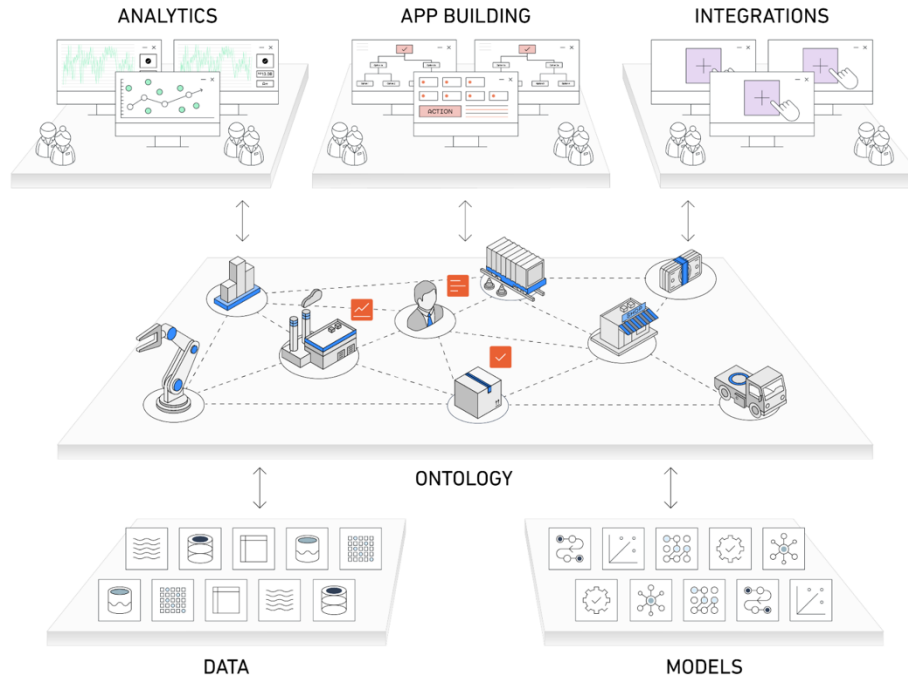 ANALYTICS
APP BUILDING
INTEGRATIONS
ACTION
ONTOLOGY
DATA
MODELS